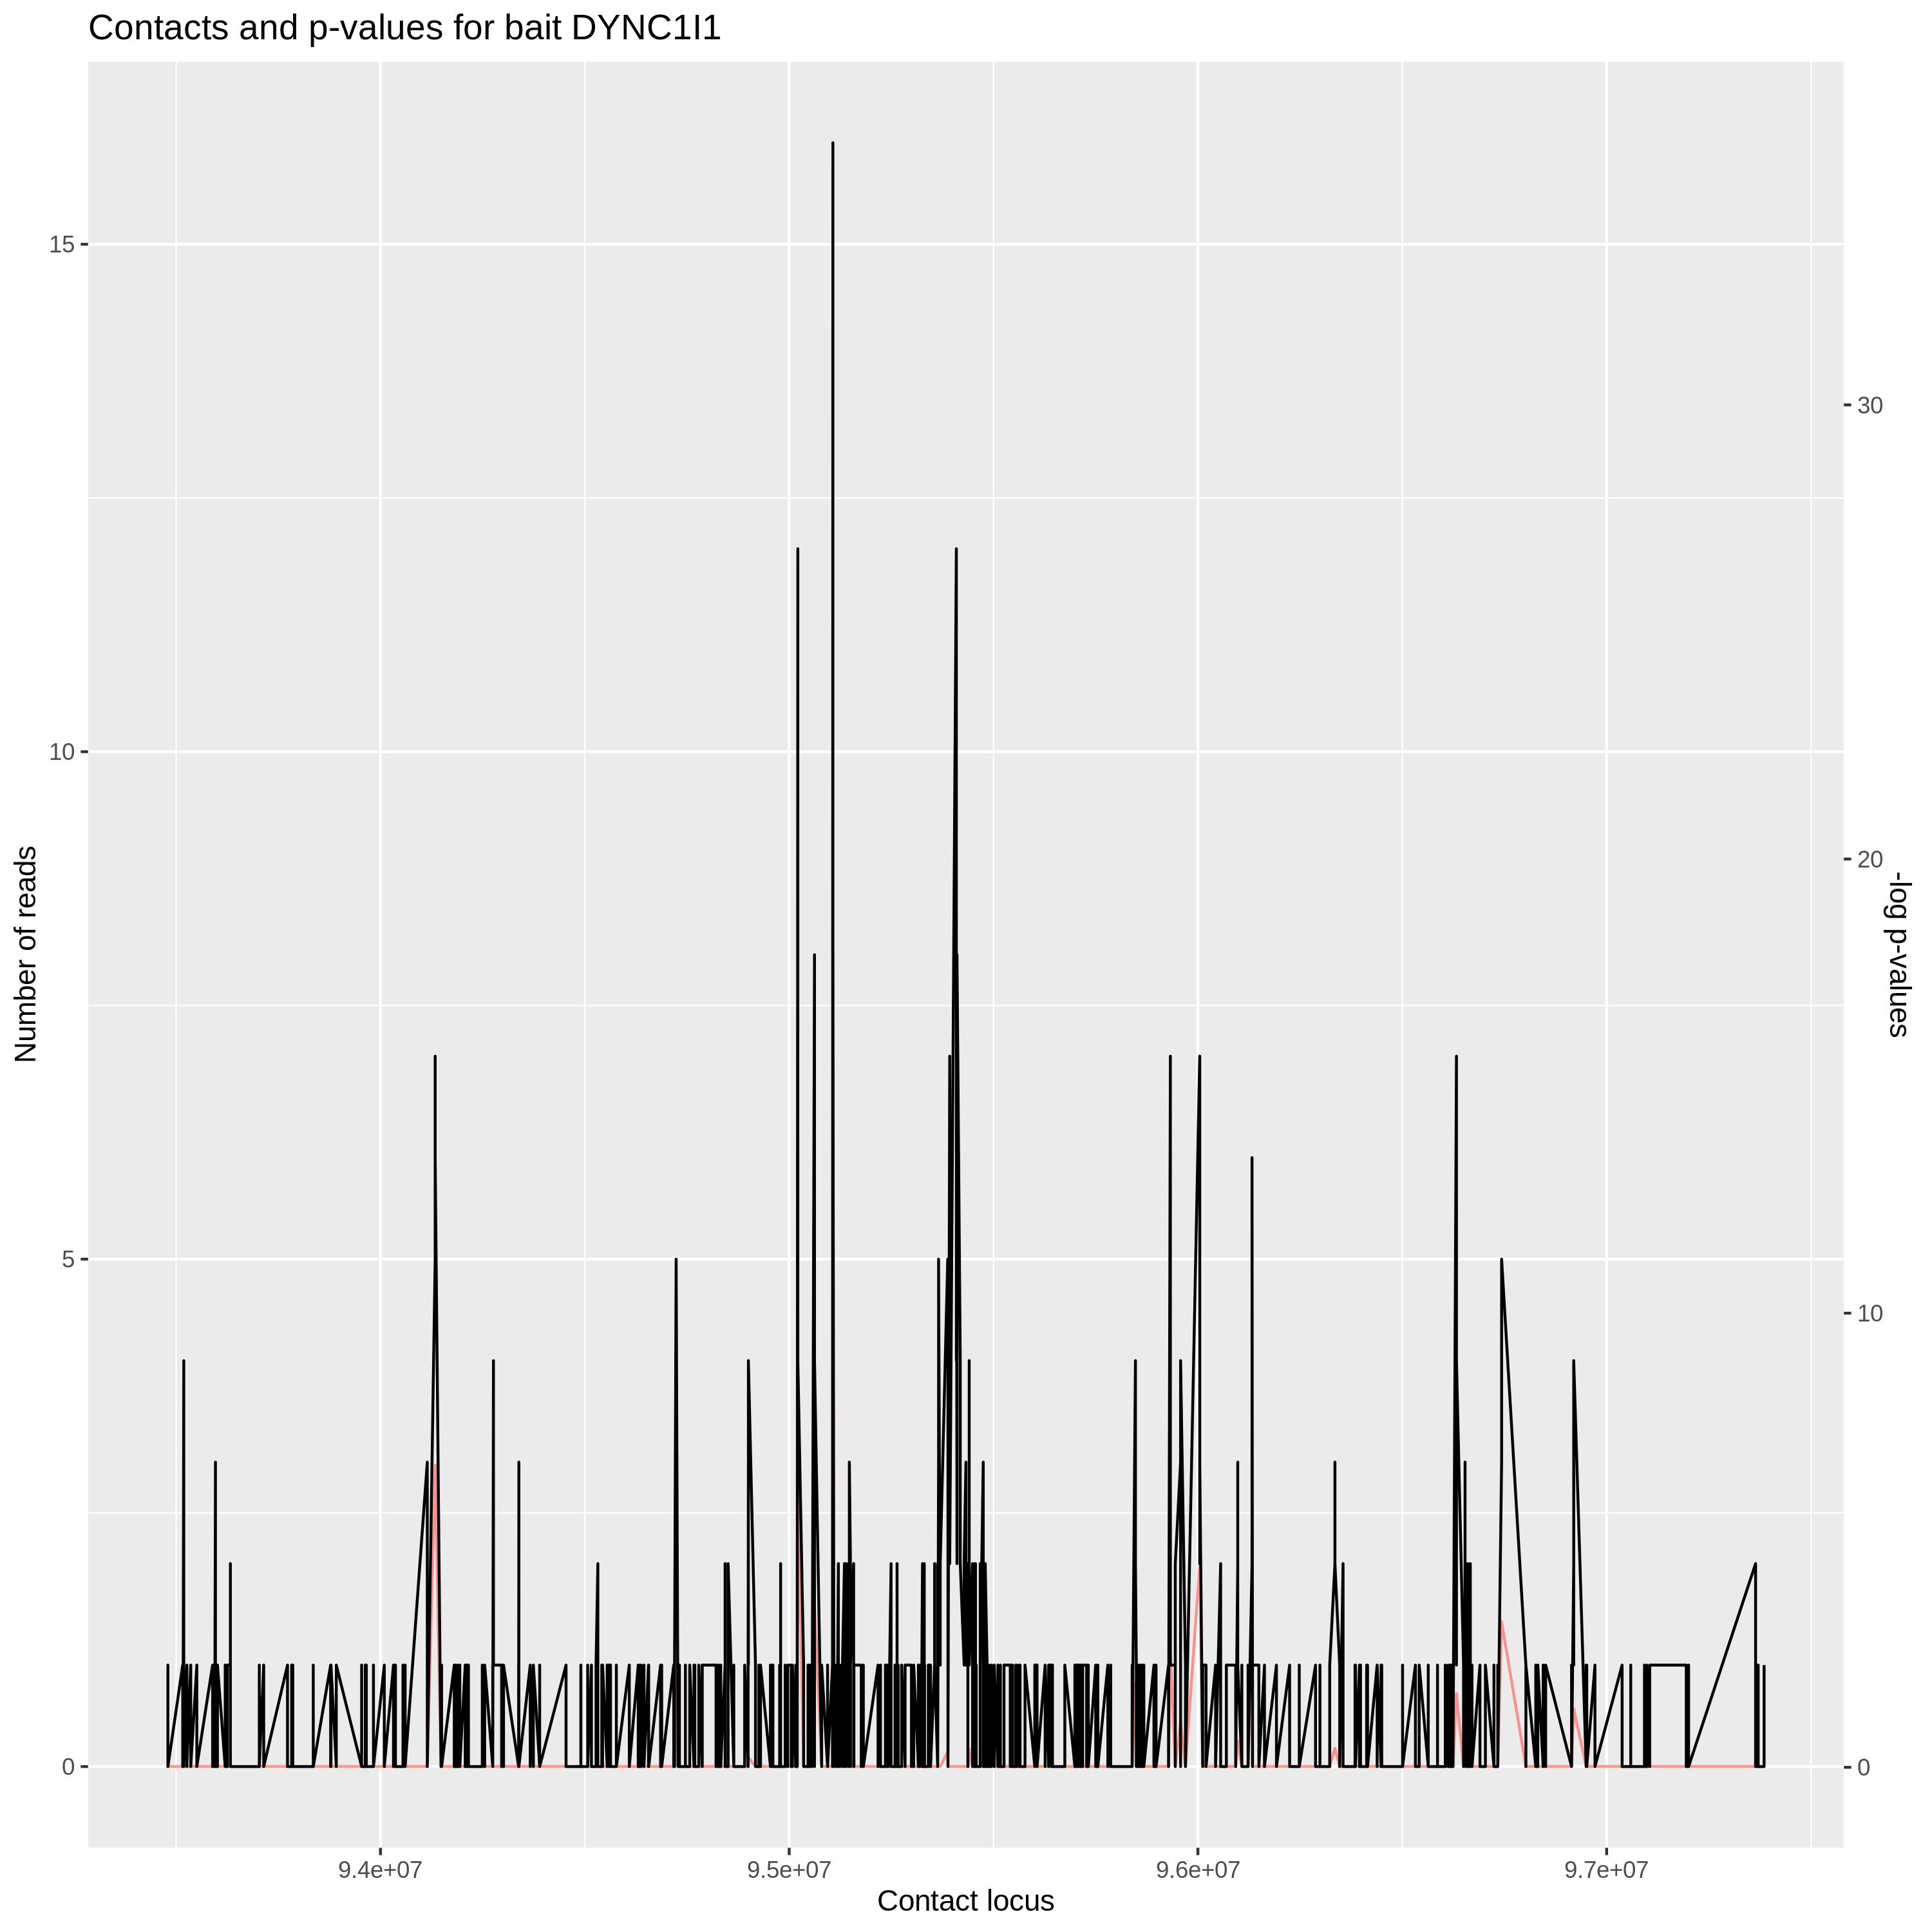 Contacts and p-values for bait DYNC1I1
15
10
5
0
Number of reads
30
20
10
0
-log p-values
9.4e+07
9.5e+07
9.6e+07
9.7e+07
Contact locus